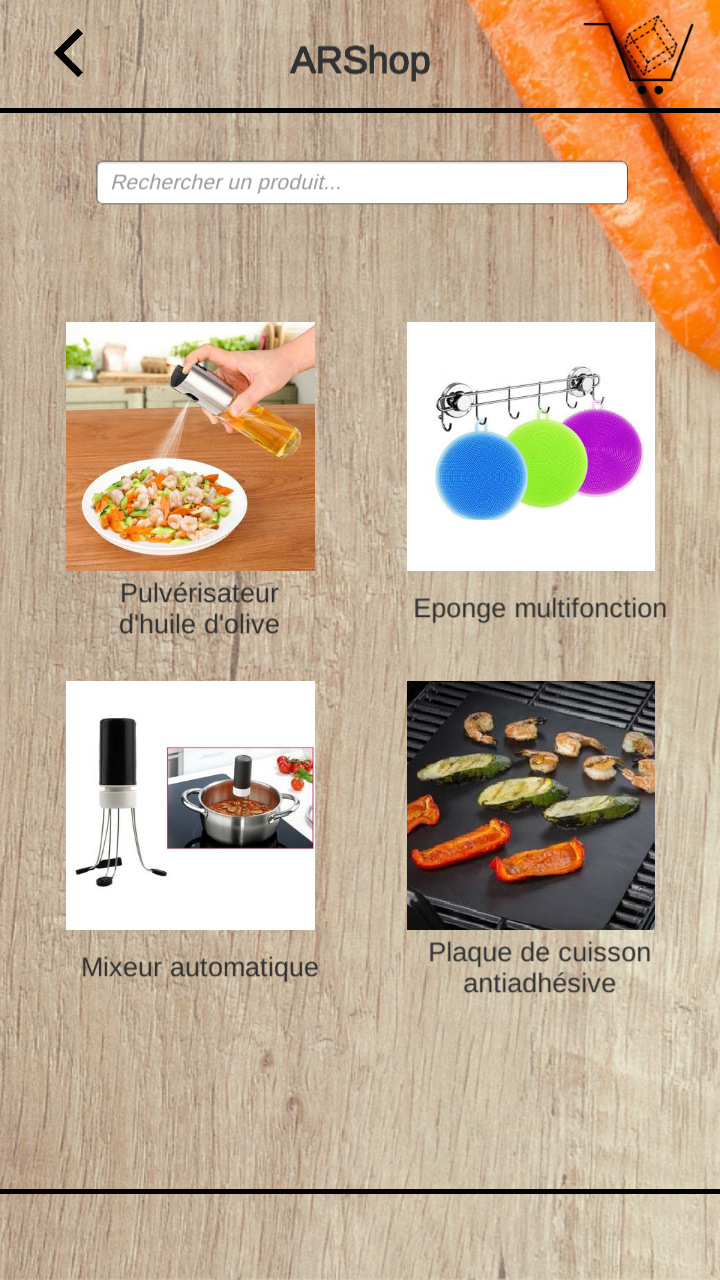 ARShop
Rechercher un produit...
Pulvérisateur
d'huile d'olive
Eponge multifonction
Mixeur automatique
Plaque de cuisson
antiadhésive